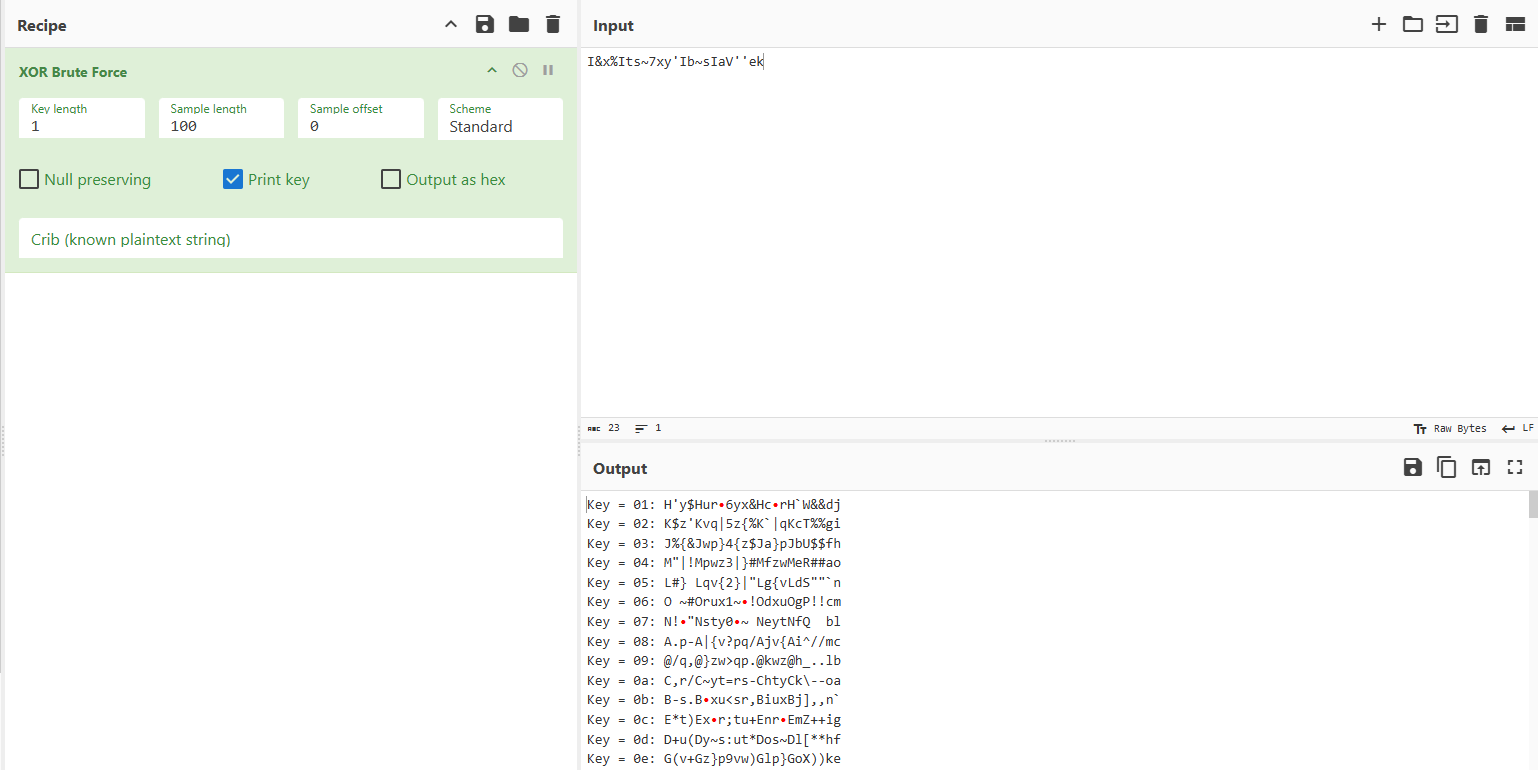 Recipe
XOR Brute Force
Key length
1
Sample length
100
Sample offset
0
Scheme
Standard
Null preserving
Print key
Output as hex
Crib (known plaintext string)
Input
I&x%Its~7xy'Ib~sIaV''ek
ABC 23
1
Tт Raw Bytes
LF
Output
Key = 01: H'y$Hur•6yx&Hc•rH`W&&dj
Key = 02: K$z'Kvq|5z{%K`|qKcT%%gi
Key = 03: J%{&Jwp}4{z$Ja}pJbU$$fh
Key = 04: M"|!Mpwz3|}#MfzwMeR##ao
Key = 05: L#} Lqv{2}|"Lg{vLdS""`n
Key = 06: O ~#Orux1~•!OdxuOgP!!cm
Key = 07: N!•"Nsty0•~ NeytNfQ  bl
Key = 08: A.p-A|{v?pq/Ajv{Ai^//mc
Key = 09: @/q,@}zw>qp.@kwz@h_..lb
Key = 0a: C,r/C~yt=rs-ChtyCk\--oa
Key = 0b: B-s.B•xu<sr,BiuxBj],,n`
Key = 0c: E*t)Ex•r;tu+Enr•EmZ++ig
Key = 0d: D+u(Dy~s:ut*Dos~Dl[**hf
Key = 0e: G(v+Gz}p9vw)Glp}GoX))ke